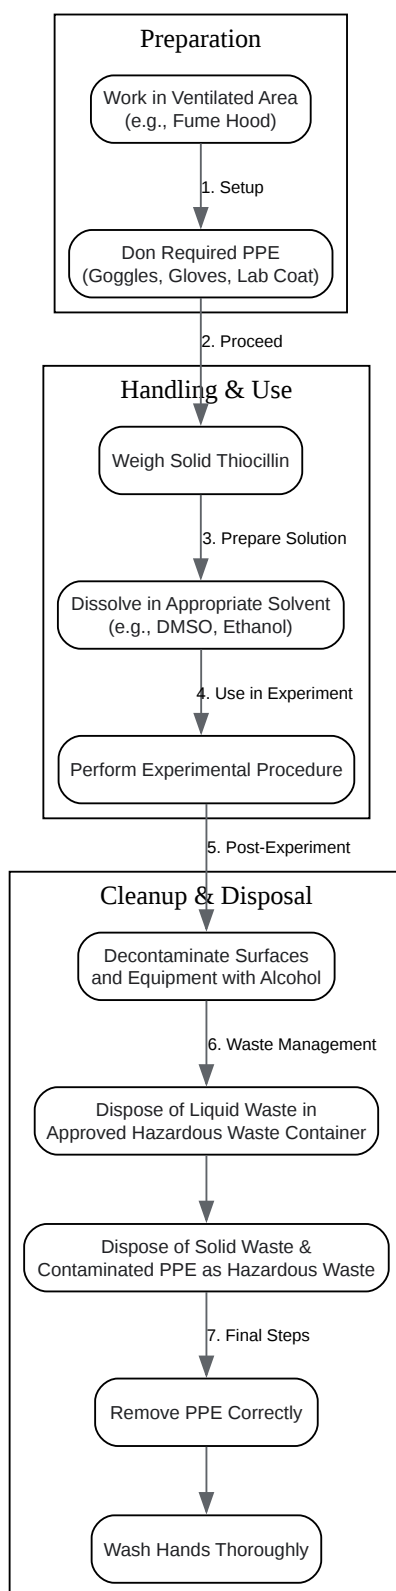 Preparation
Work in Ventilated Area
(e.g., Fume Hood)
1. Setup
Don Required PPE
(Goggles, Gloves, Lab Coat)
2. Proceed
Handling & Use
Weigh Solid Thiocillin
3. Prepare Solution
Dissolve in Appropriate Solvent
(e.g., DMSO, Ethanol)
4. Use in Experiment
Perform Experimental Procedure
5. Post-Experiment
Cleanup & Disposal
Decontaminate Surfaces
and Equipment with Alcohol
6. Waste Management
Dispose of Liquid Waste in
Approved Hazardous Waste Container
Dispose of Solid Waste &
Contaminated PPE as Hazardous Waste
7. Final Steps
Remove PPE Correctly
Wash Hands Thoroughly